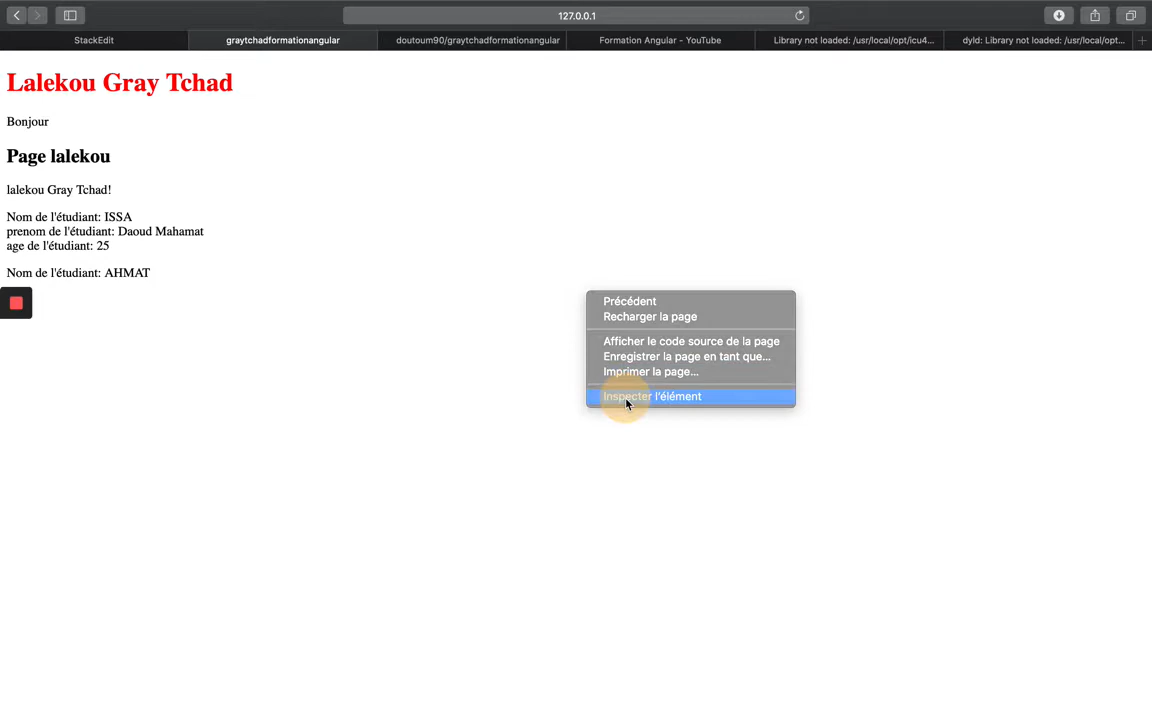 127.0.0.1
StackEdit
graytchadformationangular
doutoum90/graytchadformationangular
Formation Angular - YouTube
Library not loaded: /usr/local/opt/icu4...
dyld: Library not loaded: /usr/local/opt...
Lalekou Gray Tchad
Bonjour
Page lalekou
lalekou Gray Tchad!
Nom de l'étudiant: ISSA
prenom de l'étudiant: Daoud Mahamat
age de l'étudiant: 25
Nom de l'étudiant: AHMAT
Précédent
Recharger la page
Afficher le code source de la page
Enregistrer la page en tant que...
Imprimer la page...
Inspecter l'élément